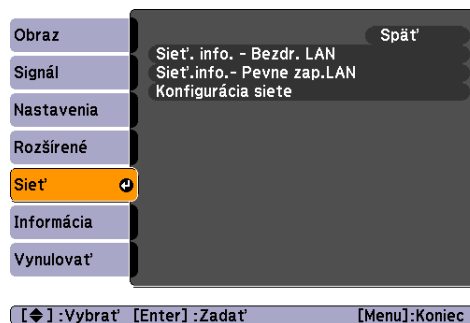 Obraz
Signál
Nastavenia
Rozšírené
Sieť
Informácia
Vynulovať
Späť
Sieť. info. - Bezdr. LAN
Sieť.info.- Pevne zap.LAN
Konfigurácia siete
[◆] :Vybrať [Enter] :Zadať [Menu]:Koniec